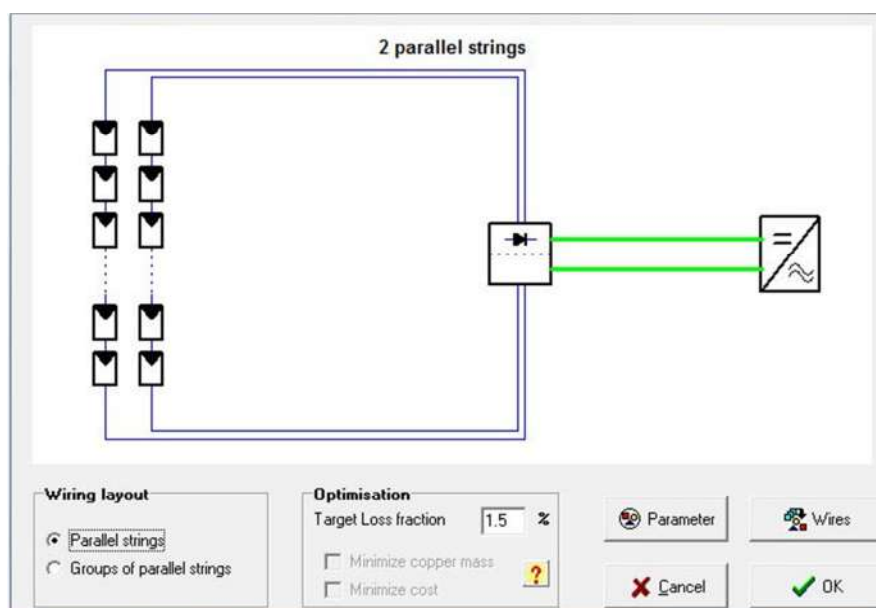 2 parallel strings
Wiring layout
Parallel strings
Groups of parallel strings
Optimisation
Target Loss fraction 1.5 %
Minimize copper mass
Minimize cost
?
Parameter
Wires
Cancel
OK